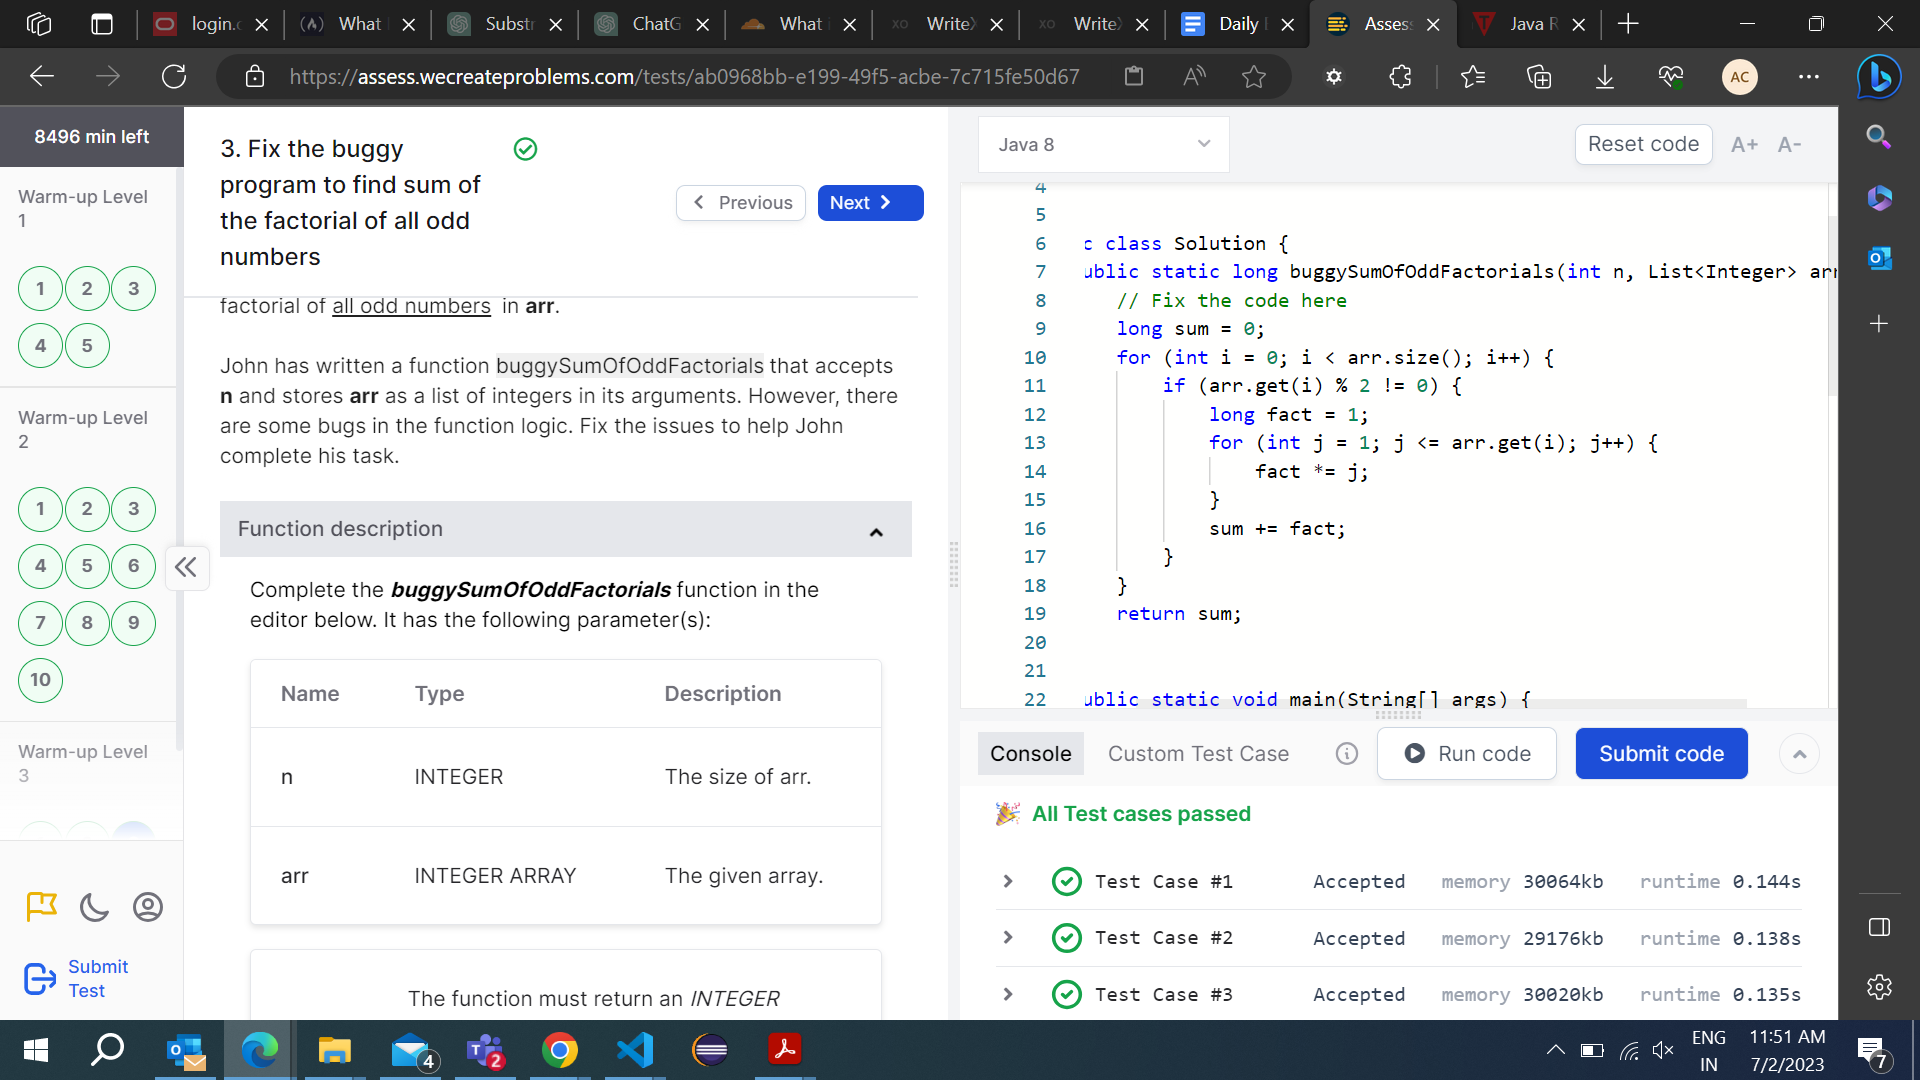 login.c
What
Substr
ChatG
What i
WriteX
WriteX
Daily
Assess
Java R
https://assess.wecreateproblems.com/tests/ab0968bb-e199-49f5-acbe-7c715fe50d67
AC
8496 min left
Warm-up Level
1
1 2 3
4 5
Warm-up Level
2
1 2 3
4 5 6
7 8 9
10
Warm-up Level
3
Submit
Test
3. Fix the buggy
program to find sum of
the factorial of all odd
numbers
Previous
Next
factorial of all odd numbers in arr.
John has written a function buggySumOfOddFactorials that accepts
n and stores arr as a list of integers in its arguments. However, there
are some bugs in the function logic. Fix the issues to help John
complete his task.
Function description
Complete the buggySumOfOddFactorials function in the
editor below. It has the following parameter(s):
Name Type Description
n INTEGER The size of arr.
arr INTEGER ARRAY The given array.
The function must return an INTEGER
Java 8
Reset code
A+ A-
4
5
6 c class Solution {
7 ublic static long buggySumOfOddFactorials(int n, List<Integer> arr
8 // Fix the code here
9 long sum = 0;
10 for (int i = 0; i < arr.size(); i++) {
11 if (arr.get(i) % 2 != 0) {
12 long fact = 1;
13 for (int j = 1; j <= arr.get(i); j++) {
14 fact *= j;
15 }
16 sum += fact;
17 }
18 }
19 return sum;
20
21
22 ublic static void main(String[] args) {
Console
Custom Test Case
Run code
Submit code
All Test cases passed
Test Case #1 Accepted memory 30064kb runtime 0.144s
Test Case #2 Accepted memory 29176kb runtime 0.138s
Test Case #3 Accepted memory 30020kb runtime 0.135s
4
2
ENG
IN
11:51 AM
7/2/2023
7